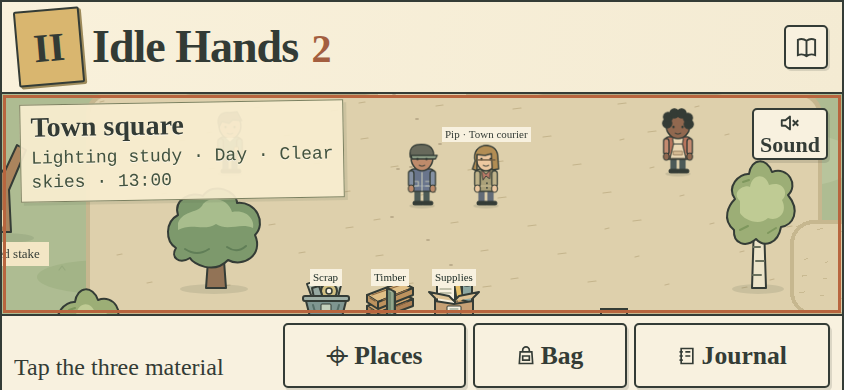 II
Idle Hands 2
Town square
Lighting study · Day · Clear
skies · 13:00
Pip · Town courier
Sound
d stake
Scrap
Timber
Supplies
Tap the three material
Places
Bag
Journal